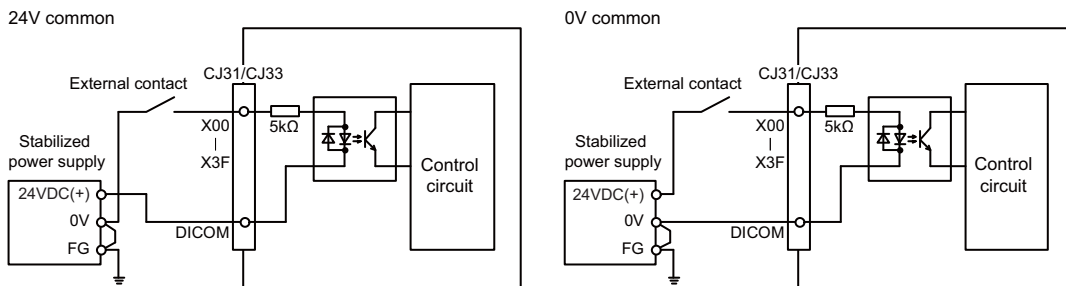 24V common
CJ31/CJ33
External contact
X00
X3F
5kΩ
Stabilized
power supply
24VDC(+)
0V
FG
DICOM
Control
circuit
0V common
CJ31/CJ33
External contact
X00
X3F
5kΩ
Stabilized
power supply
24VDC(+)
0V
FG
DICOM
Control
circuit